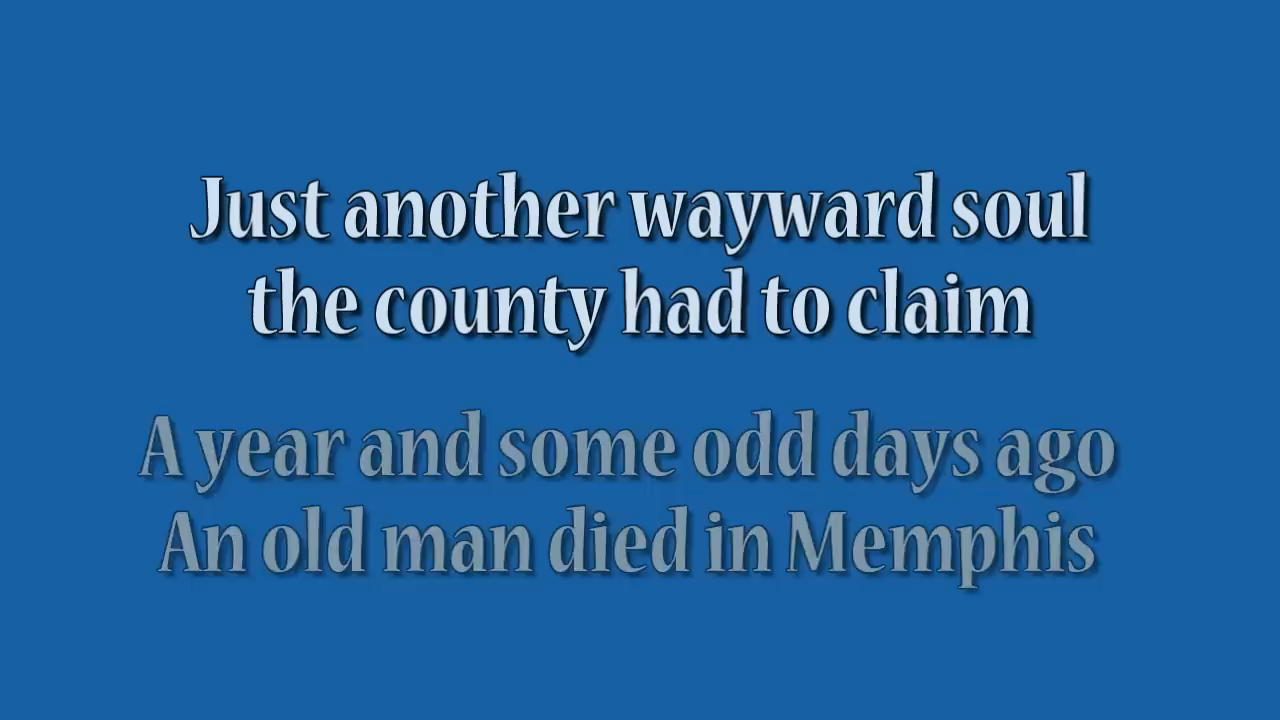 Just another wayward soul
the county had to claim
A year and some odd days ago
An old man died in Memphis